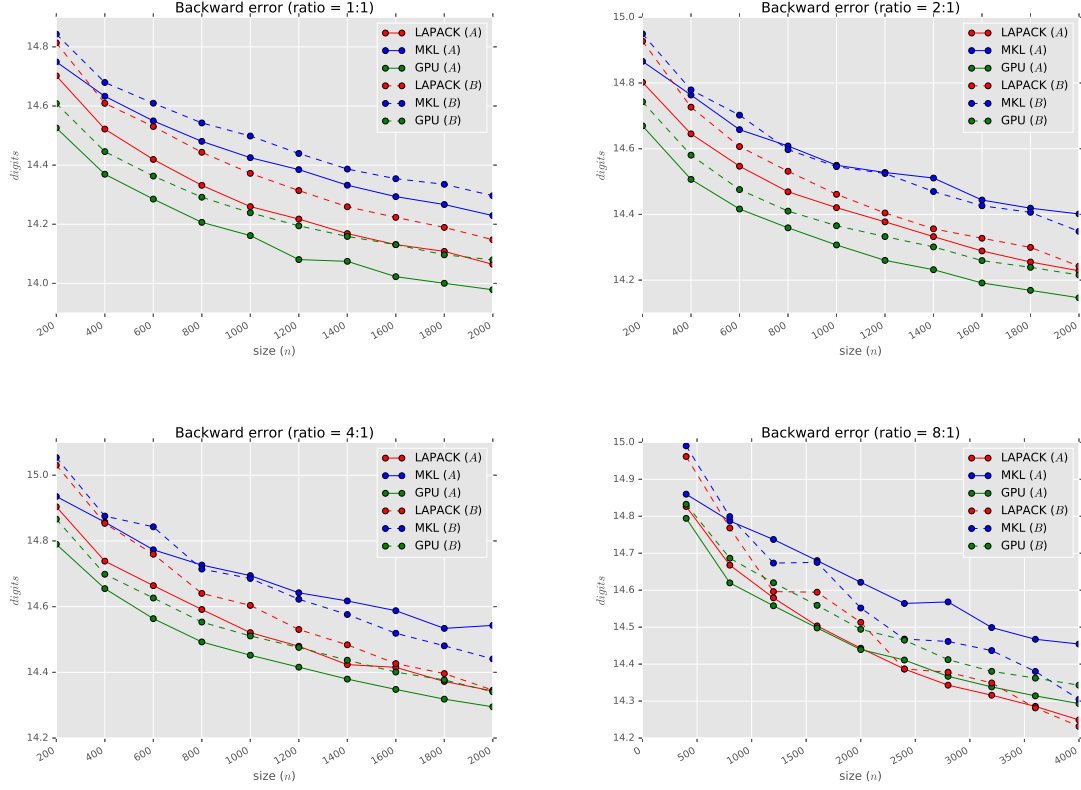 Backward error (ratio = 1:1)
LAPACK (A)
MKL (A)
GPU (A)
LAPACK (B)
MKL (B)
GPU (B)
14.8
14.6
14.4
14.2
14.0
digits
200 400 600 800 1000 1200 1400 1600 1800 2000
size (n)
Backward error (ratio = 2:1)
LAPACK (A)
MKL (A)
GPU (A)
LAPACK (B)
MKL (B)
GPU (B)
15.0
14.8
14.6
14.4
14.2
digits
200 400 600 800 1000 1200 1400 1600 1800 2000
size (n)
Backward error (ratio = 4:1)
LAPACK (A)
MKL (A)
GPU (A)
LAPACK (B)
MKL (B)
GPU (B)
15.0
14.8
14.6
14.4
14.2
digits
200 400 600 800 1000 1200 1400 1600 1800 2000
size (n)
Backward error (ratio = 8:1)
LAPACK (A)
MKL (A)
GPU (A)
LAPACK (B)
MKL (B)
GPU (B)
15.0
14.9
14.8
14.7
14.6
14.5
14.4
14.3
14.2
digits
0 500 1000 1500 2000 2500 3000 3500 4000
size (n)